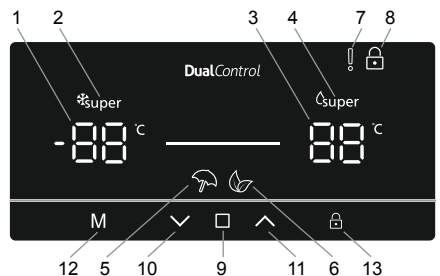 1 2 3 4 7 8
DualControl
super super
-88 °C 88 °C
M
12 5 10 9 11 6 13